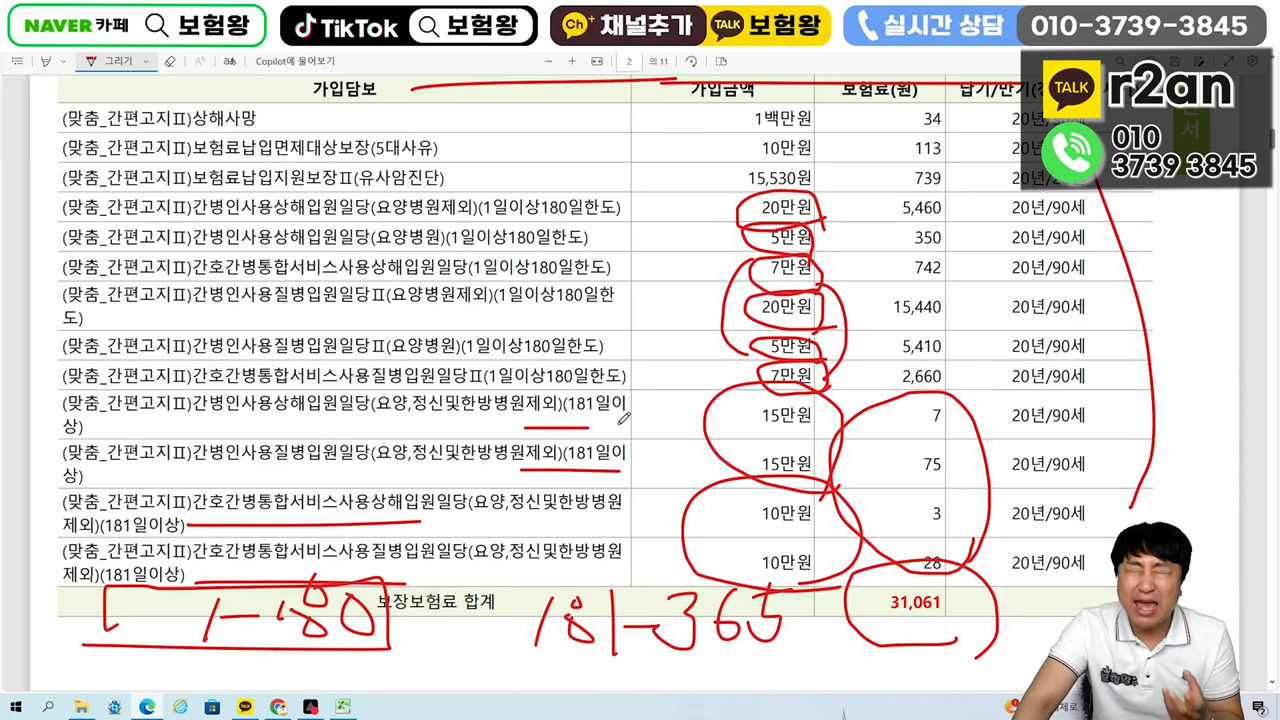 NAVER 카페 보험왕 TikTok 보험왕 Ch+ 채널추가 TALK 보험왕 실시간 상담 010-3739-3845
그리기 Copilot에 물어보기 2 의 11
TALK r2an
010
3739 3845
가입담보 가입금액 보험료(원) 납기/만기
(맞춤_간편고지Ⅱ)상해사망 1백만원 34
(맞춤_간편고지Ⅱ)보험료납입면제대상보장(5대사유) 10만원 113
(맞춤_간편고지Ⅱ)보험료납입지원보장Ⅱ(유사암진단) 15,530원 739
(맞춤_간편고지Ⅱ)간병인사용상해입원일당(요양병원제외)(1일이상180일한도) 20만원 5,460 20년/90세
(맞춤_간편고지Ⅱ)간병인사용상해입원일당(요양병원)(1일이상180일한도) 5만원 350 20년/90세
(맞춤_간편고지Ⅱ)간호간병통합서비스사용상해입원일당(1일이상180일한도) 7만원 742 20년/90세
(맞춤_간편고지Ⅱ)간병인사용질병입원일당Ⅱ(요양병원제외)(1일이상180일한
도) 20만원 15,440 20년/90세
(맞춤_간편고지Ⅱ)간병인사용질병입원일당Ⅱ(요양병원)(1일이상180일한도) 5만원 5,410 20년/90세
(맞춤_간편고지Ⅱ)간호간병통합서비스사용질병입원일당Ⅱ(1일이상180일한도) 7만원 2,660 20년/90세
(맞춤_간편고지Ⅱ)간병인사용상해입원일당(요양,정신및한방병원제외)(181일이
상) 15만원 7 20년/90세
(맞춤_간편고지Ⅱ)간병인사용질병입원일당(요양,정신및한방병원제외)(181일이
상) 15만원 75 20년/90세
(맞춤_간편고지Ⅱ)간호간병통합서비스사용상해입원일당(요양,정신및한방병원
제외)(181일이상) 10만원 3 20년/90세
(맞춤_간편고지Ⅱ)간호간병통합서비스사용질병입원일당(요양,정신및한방병원
제외)(181일이상) 10만원 28 20년/90세
보장보험료 합계 31,061
1-180 181-365